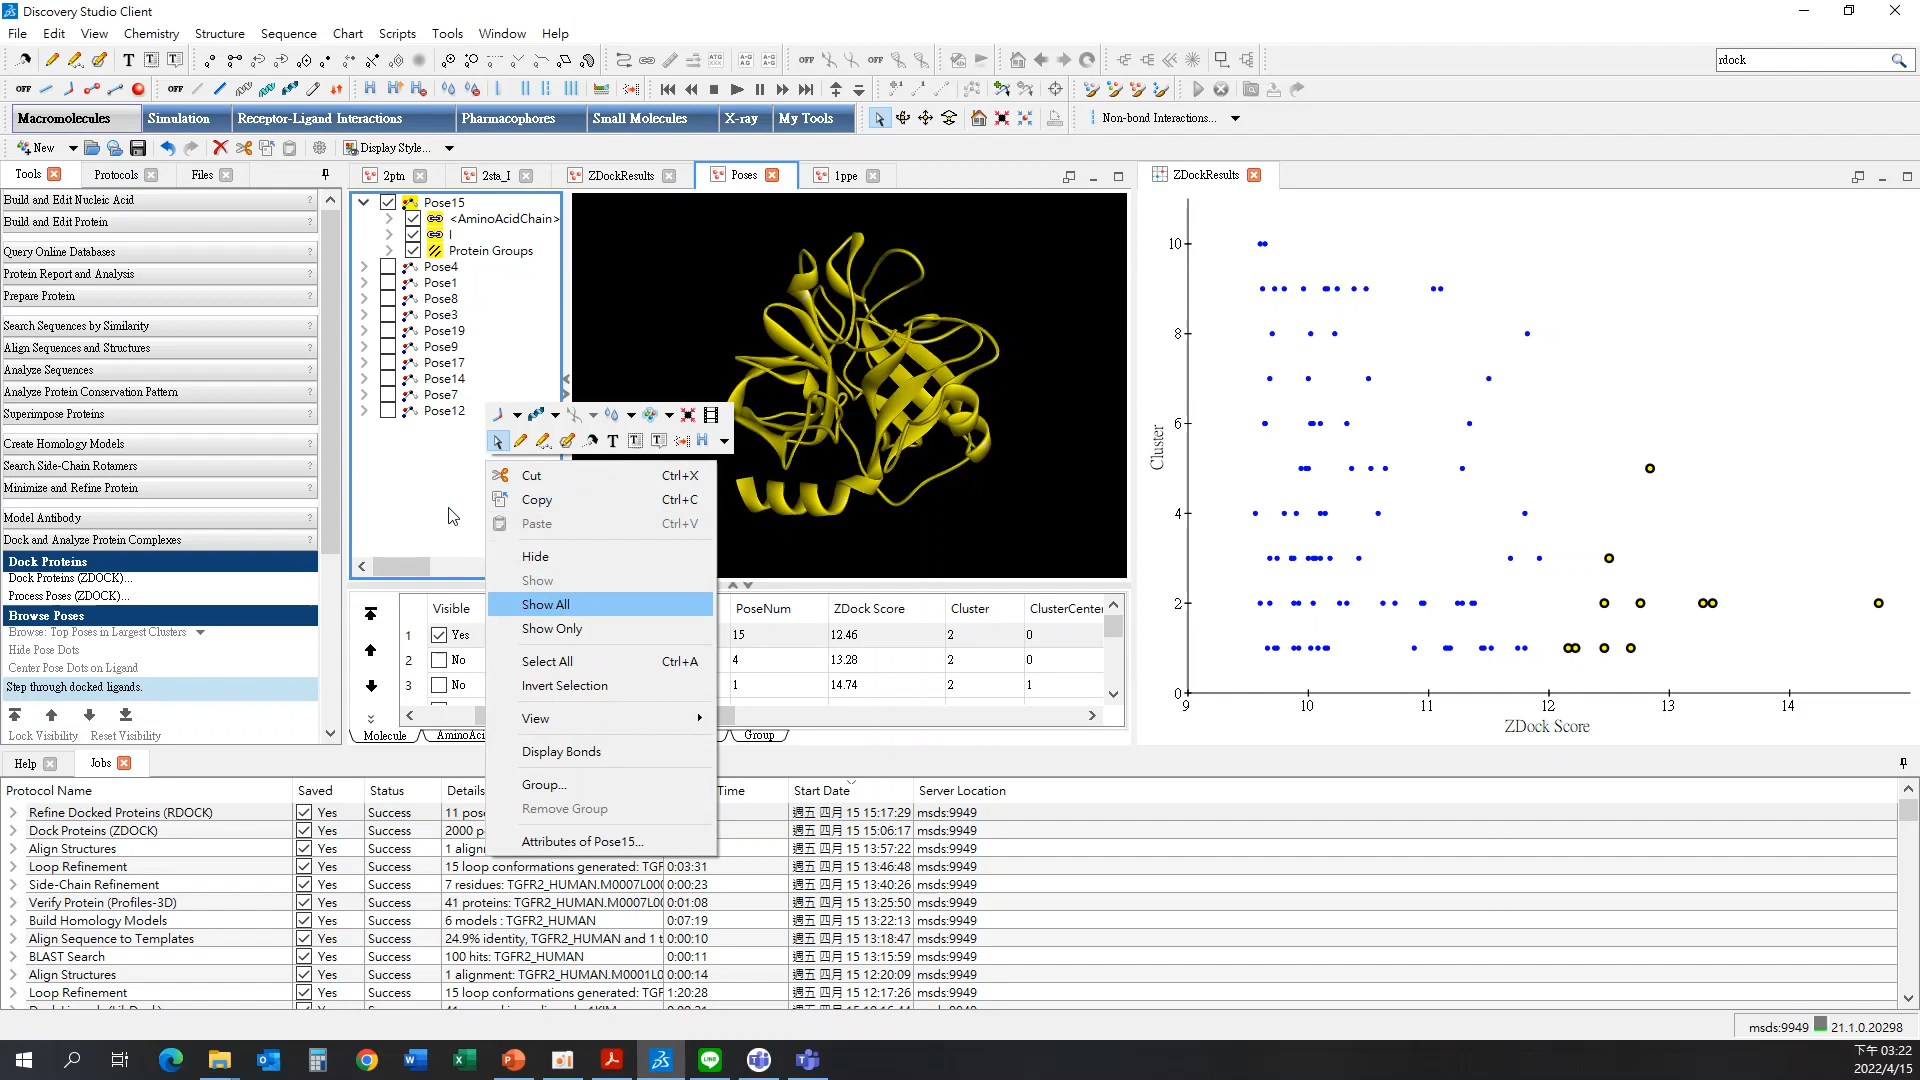 Discovery Studio Client
File Edit View Chemistry Structure Sequence Chart Scripts Tools Window Help
rdock
OFF OFF
OFF OFF
Macromolecules Simulation Receptor-Ligand Interactions Pharmacophores Small Molecules X-ray My Tools Non-bond Interactions...
New Display Style...
Tools Protocols Files
2ptn 2sta_I ZDockResults Poses 1ppe ZDockResults
Build and Edit Nucleic Acid ?
Build and Edit Protein ?
Query Online Databases ?
Protein Report and Analysis ?
Prepare Protein ?
Search Sequences by Similarity ?
Align Sequences and Structures ?
Analyze Sequences ?
Analyze Protein Conservation Pattern ?
Superimpose Proteins ?
Create Homology Models ?
Search Side-Chain Rotamers ?
Minimize and Refine Protein ?
Model Antibody ?
Dock and Analyze Protein Complexes ?
Dock Proteins
Dock Proteins (ZDOCK)...
Process Poses (ZDOCK)...
Browse Poses
Browse: Top Poses in Largest Clusters
Hide Pose Dots
Center Pose Dots on Ligand
Step through docked ligands.
Lock Visibility Reset Visibility
Pose15
<AminoAcidChain>
I
Protein Groups
Pose4
Pose1
Pose8
Pose3
Pose19
Pose9
Pose17
Pose14
Pose7
Pose12
Cut Ctrl+X
Copy Ctrl+C
Paste Ctrl+V
Hide
Show
Show All
Show Only
Select All Ctrl+A
Invert Selection
View
Display Bonds
Group...
Remove Group
Attributes of Pose15...
Visible PoseNum ZDock Score Cluster ClusterCenter
1 Yes 15 12.46 2 0
2 No 4 13.28 2 0
3 No 1 14.74 2 1
Molecule AminoAci Group
10
8
6
4
2
0
Cluster
9 10 11 12 13 14
ZDock Score
Help Jobs
Protocol Name Saved Status Details Time Start Date Server Location
Refine Docked Proteins (RDOCK) Yes Success 11 pos 週五 四月 15 15:17:29 msds:9949
Dock Proteins (ZDOCK) Yes Success 2000 p 週五 四月 15 15:06:17 msds:9949
Align Structures Yes Success 1 align 週五 四月 15 13:57:22 msds:9949
Loop Refinement Yes Success 15 loop conformations generated: TGF 0:03:31 週五 四月 15 13:46:48 msds:9949
Side-Chain Refinement Yes Success 7 residues: TGFR2_HUMAN.M0007L000 0:00:23 週五 四月 15 13:40:26 msds:9949
Verify Protein (Profiles-3D) Yes Success 41 proteins: TGFR2_HUMAN.M0007L00 0:01:08 週五 四月 15 13:25:50 msds:9949
Build Homology Models Yes Success 6 models : TGFR2_HUMAN 0:07:19 週五 四月 15 13:22:13 msds:9949
Align Sequence to Templates Yes Success 24.9% identity, TGFR2_HUMAN and 1 t 0:00:10 週五 四月 15 13:18:47 msds:9949
BLAST Search Yes Success 100 hits: TGFR2_HUMAN 0:00:11 週五 四月 15 13:15:59 msds:9949
Align Structures Yes Success 1 alignment: TGFR2_HUMAN.M0001L0 0:00:14 週五 四月 15 12:20:09 msds:9949
Loop Refinement Yes Success 15 loop conformations generated: TGF 1:20:28 週五 四月 15 12:17:26 msds:9949
msds:9949 21.1.0.20298
下午 03:22
2022/4/15